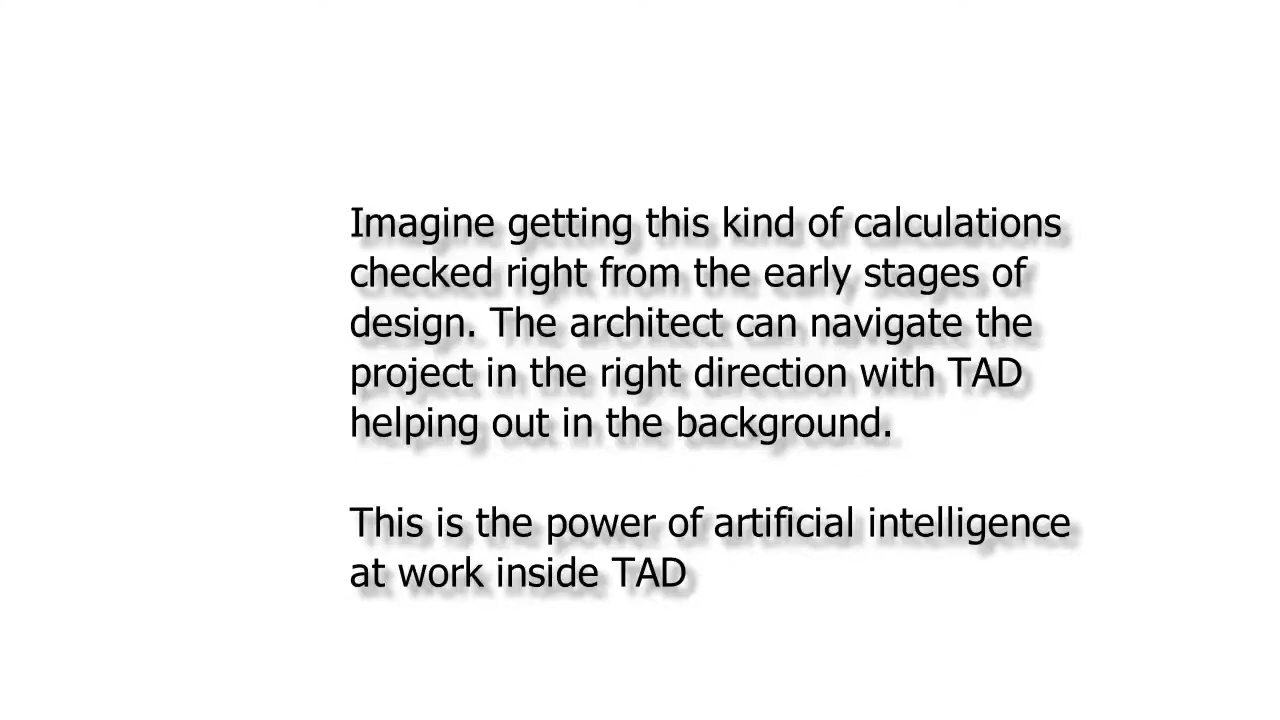 Imagine getting this kind of calculations
checked right from the early stages of
design. The architect can navigate the
project in the right direction with TAD
helping out in the background.
This is the power of artificial intelligence
at work inside TAD